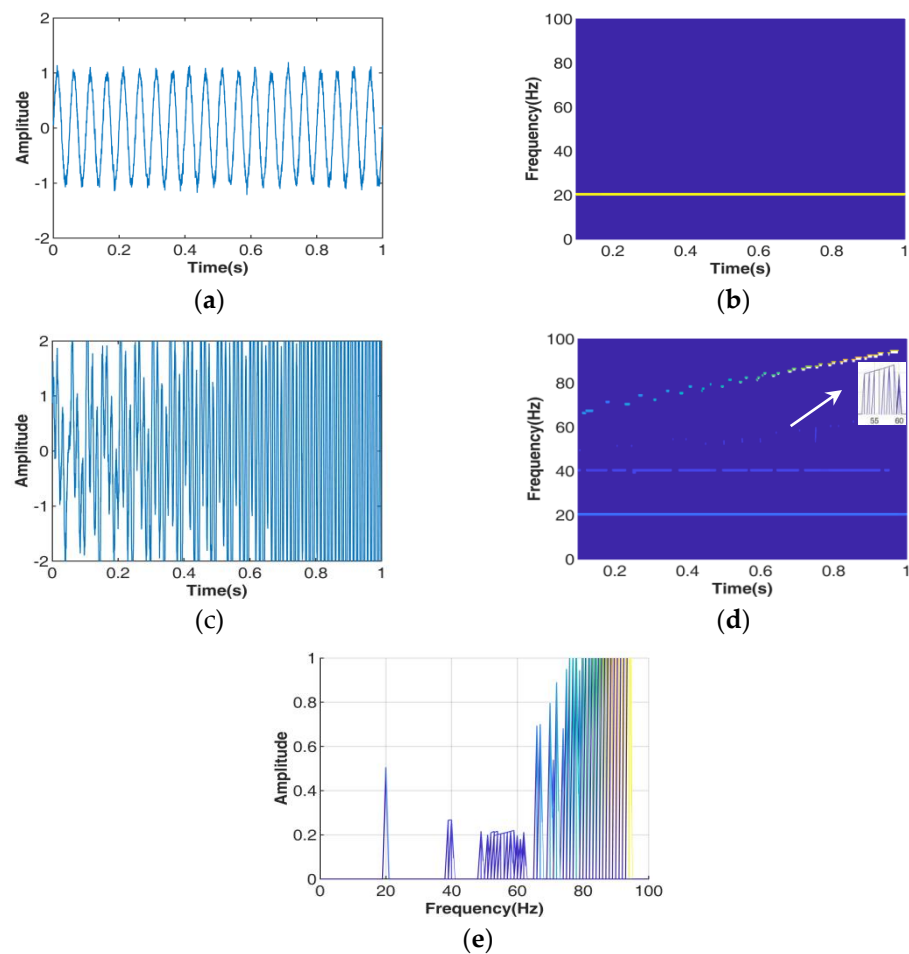 2
1
0
-1
-2
Amplitude
0 0.2 0.4 0.6 0.8 1
Time(s)
(a)
100
80
60
40
20
0
Frequency(Hz)
0.2 0.4 0.6 0.8 1
Time(s)
(b)
2
1
0
-1
-2
Amplitude
0 0.2 0.4 0.6 0.8 1
Time(s)
(c)
100
80
60
40
20
0
Frequency(Hz)
55 60
0.2 0.4 0.6 0.8 1
Time(s)
(d)
1
0.8
0.6
0.4
0.2
0
Amplitude
0 20 40 60 80 100
Frequency(Hz)
(e)